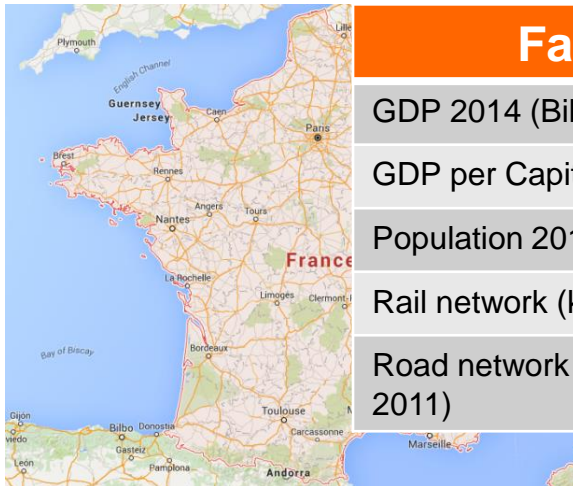 Plymouth
Lille
English Channel
Guernsey
Jersey
Caen
Paris
Brest
Rennes
Angers
Tours
Nantes
France
La Rochelle
Limoges
Clermont-F
Bordeaux
Bay of Biscay
Gijón
Oviedo
Bilbo
Donostia
Toulouse
M
Carcassonne
Gasteiz
Marseille
León
Pamplona
Andorra
Fa
GDP 2014 (Bil
GDP per Capit
Population 201
Rail network (k
Road network
2011)